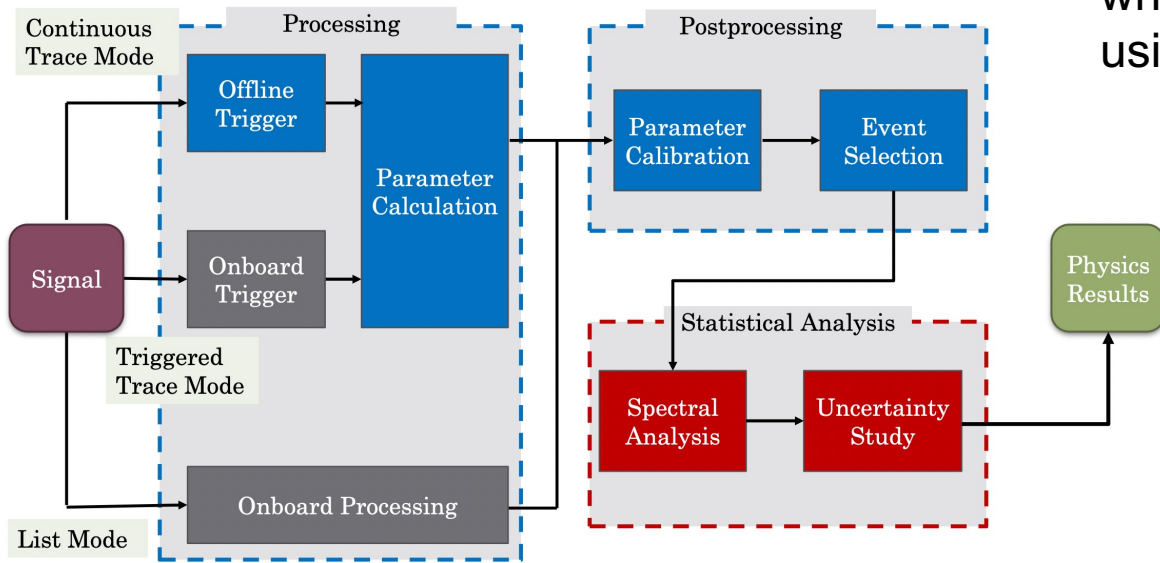 Continuous
Trace Mode
Processing
Offline
Trigger
Parameter
Calculation
Signal
Onboard
Trigger
Triggered
Trace Mode
Onboard Processing
List Mode
Postprocessing
Parameter
Calibration
Event
Selection
Statistical Analysis
Spectral
Analysis
Uncertainty
Study
Physics
Results